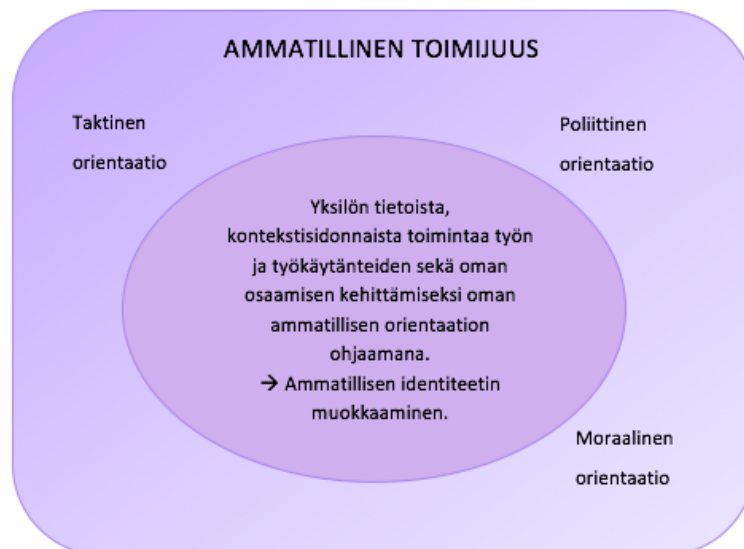 AMMATILLINEN TOIMIJUUS
Taktinen
orientaatio
Poliittinen
orientaatio
Yksilön tietoista,
kontekstisidonnaista toimintaa työn
ja työkäytänteiden sekä oman
osaamisen kehittämiseksi oman
ammatillisen orientaation
ohjaamana.
→ Ammatillisen identiteetin
muokkaaminen.
Moraalinen
orientaatio